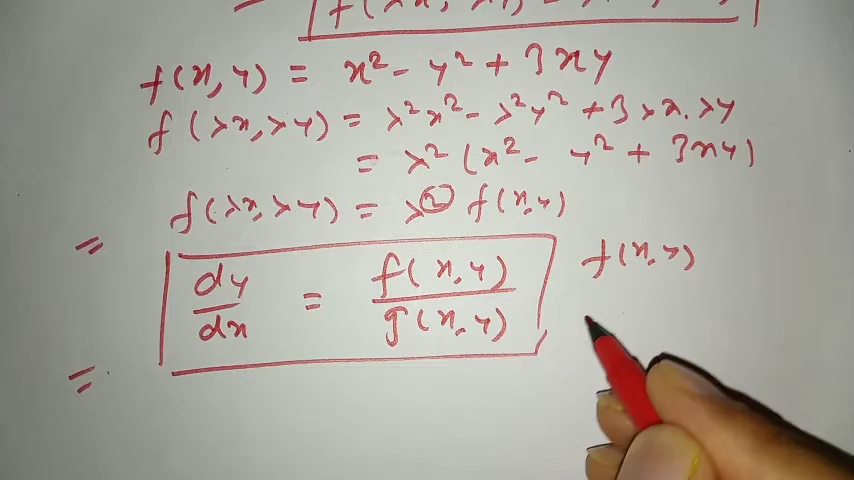 f(x, y) = x² - y² + 3xy
f(λx, λy) = λ²x² - λ²y² + 3λx.λy
= λ² (x² - y² + 3xy)
f(λx, λy) = λ² f(x,y)
=
dy/dx = f(x,y)/g(x,y) f(x,y)
=